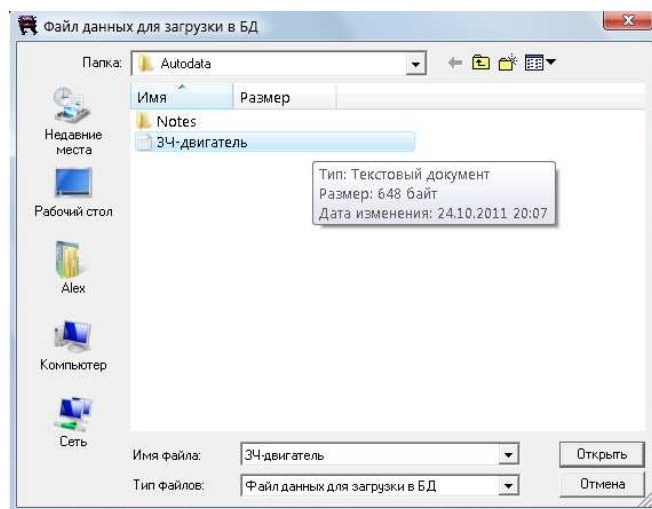 Файл данных для загрузки в БД
Папка: Autodata
Имя Размер
Notes
ЗЧ-двигатель
Тип: Текстовый документ
Размер: 648 байт
Дата изменения: 24.10.2011 20:07
Недавние
места
Рабочий стол
Alex
Компьютер
Сеть
Имя файла: ЗЧ-двигатель Открыть
Тип файлов: Файл данных для загрузки в БД Отмена